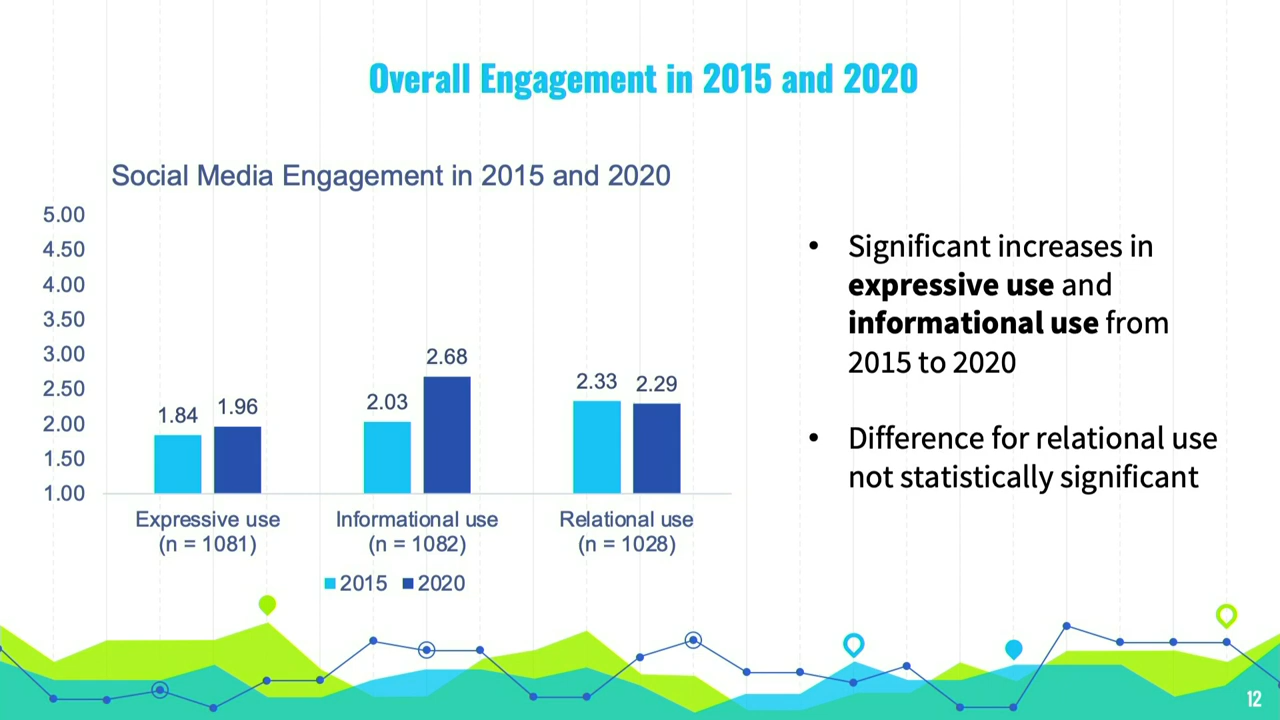 Overall Engagement in 2015 and 2020
Social Media Engagement in 2015 and 2020
5.00
4.50
4.00
3.50
3.00
2.50
2.00
1.50
1.00
1.84
1.96
2.03
2.68
2.33
2.29
Expressive use
(n = 1081)
Informational use
(n = 1082)
Relational use
(n = 1028)
2015 2020
• Significant increases in
expressive use and
informational use from
2015 to 2020
• Difference for relational use
not statistically significant
12